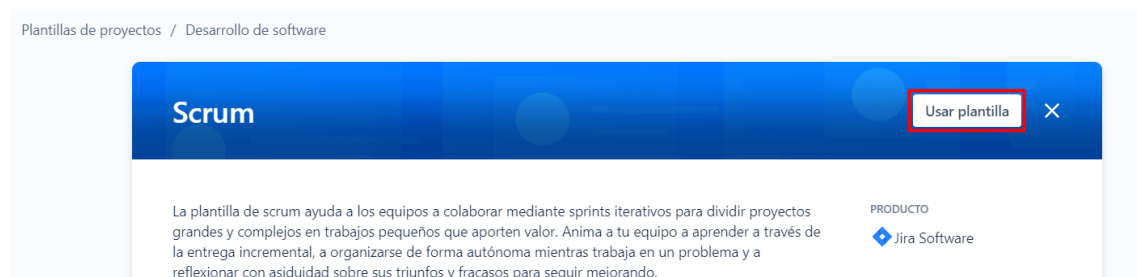 Plantillas de proyectos / Desarrollo de software
Scrum
Usar plantilla
La plantilla de scrum ayuda a los equipos a colaborar mediante sprints iterativos para dividir proyectos
grandes y complejos en trabajos pequeños que aporten valor. Anima a tu equipo a aprender a través de
la entrega incremental, a organizarse de forma autónoma mientras trabaja en un problema y a
reflexionar con asiduidad sobre sus triunfos y fracasos para seguir mejorando.
PRODUCTO
Jira Software